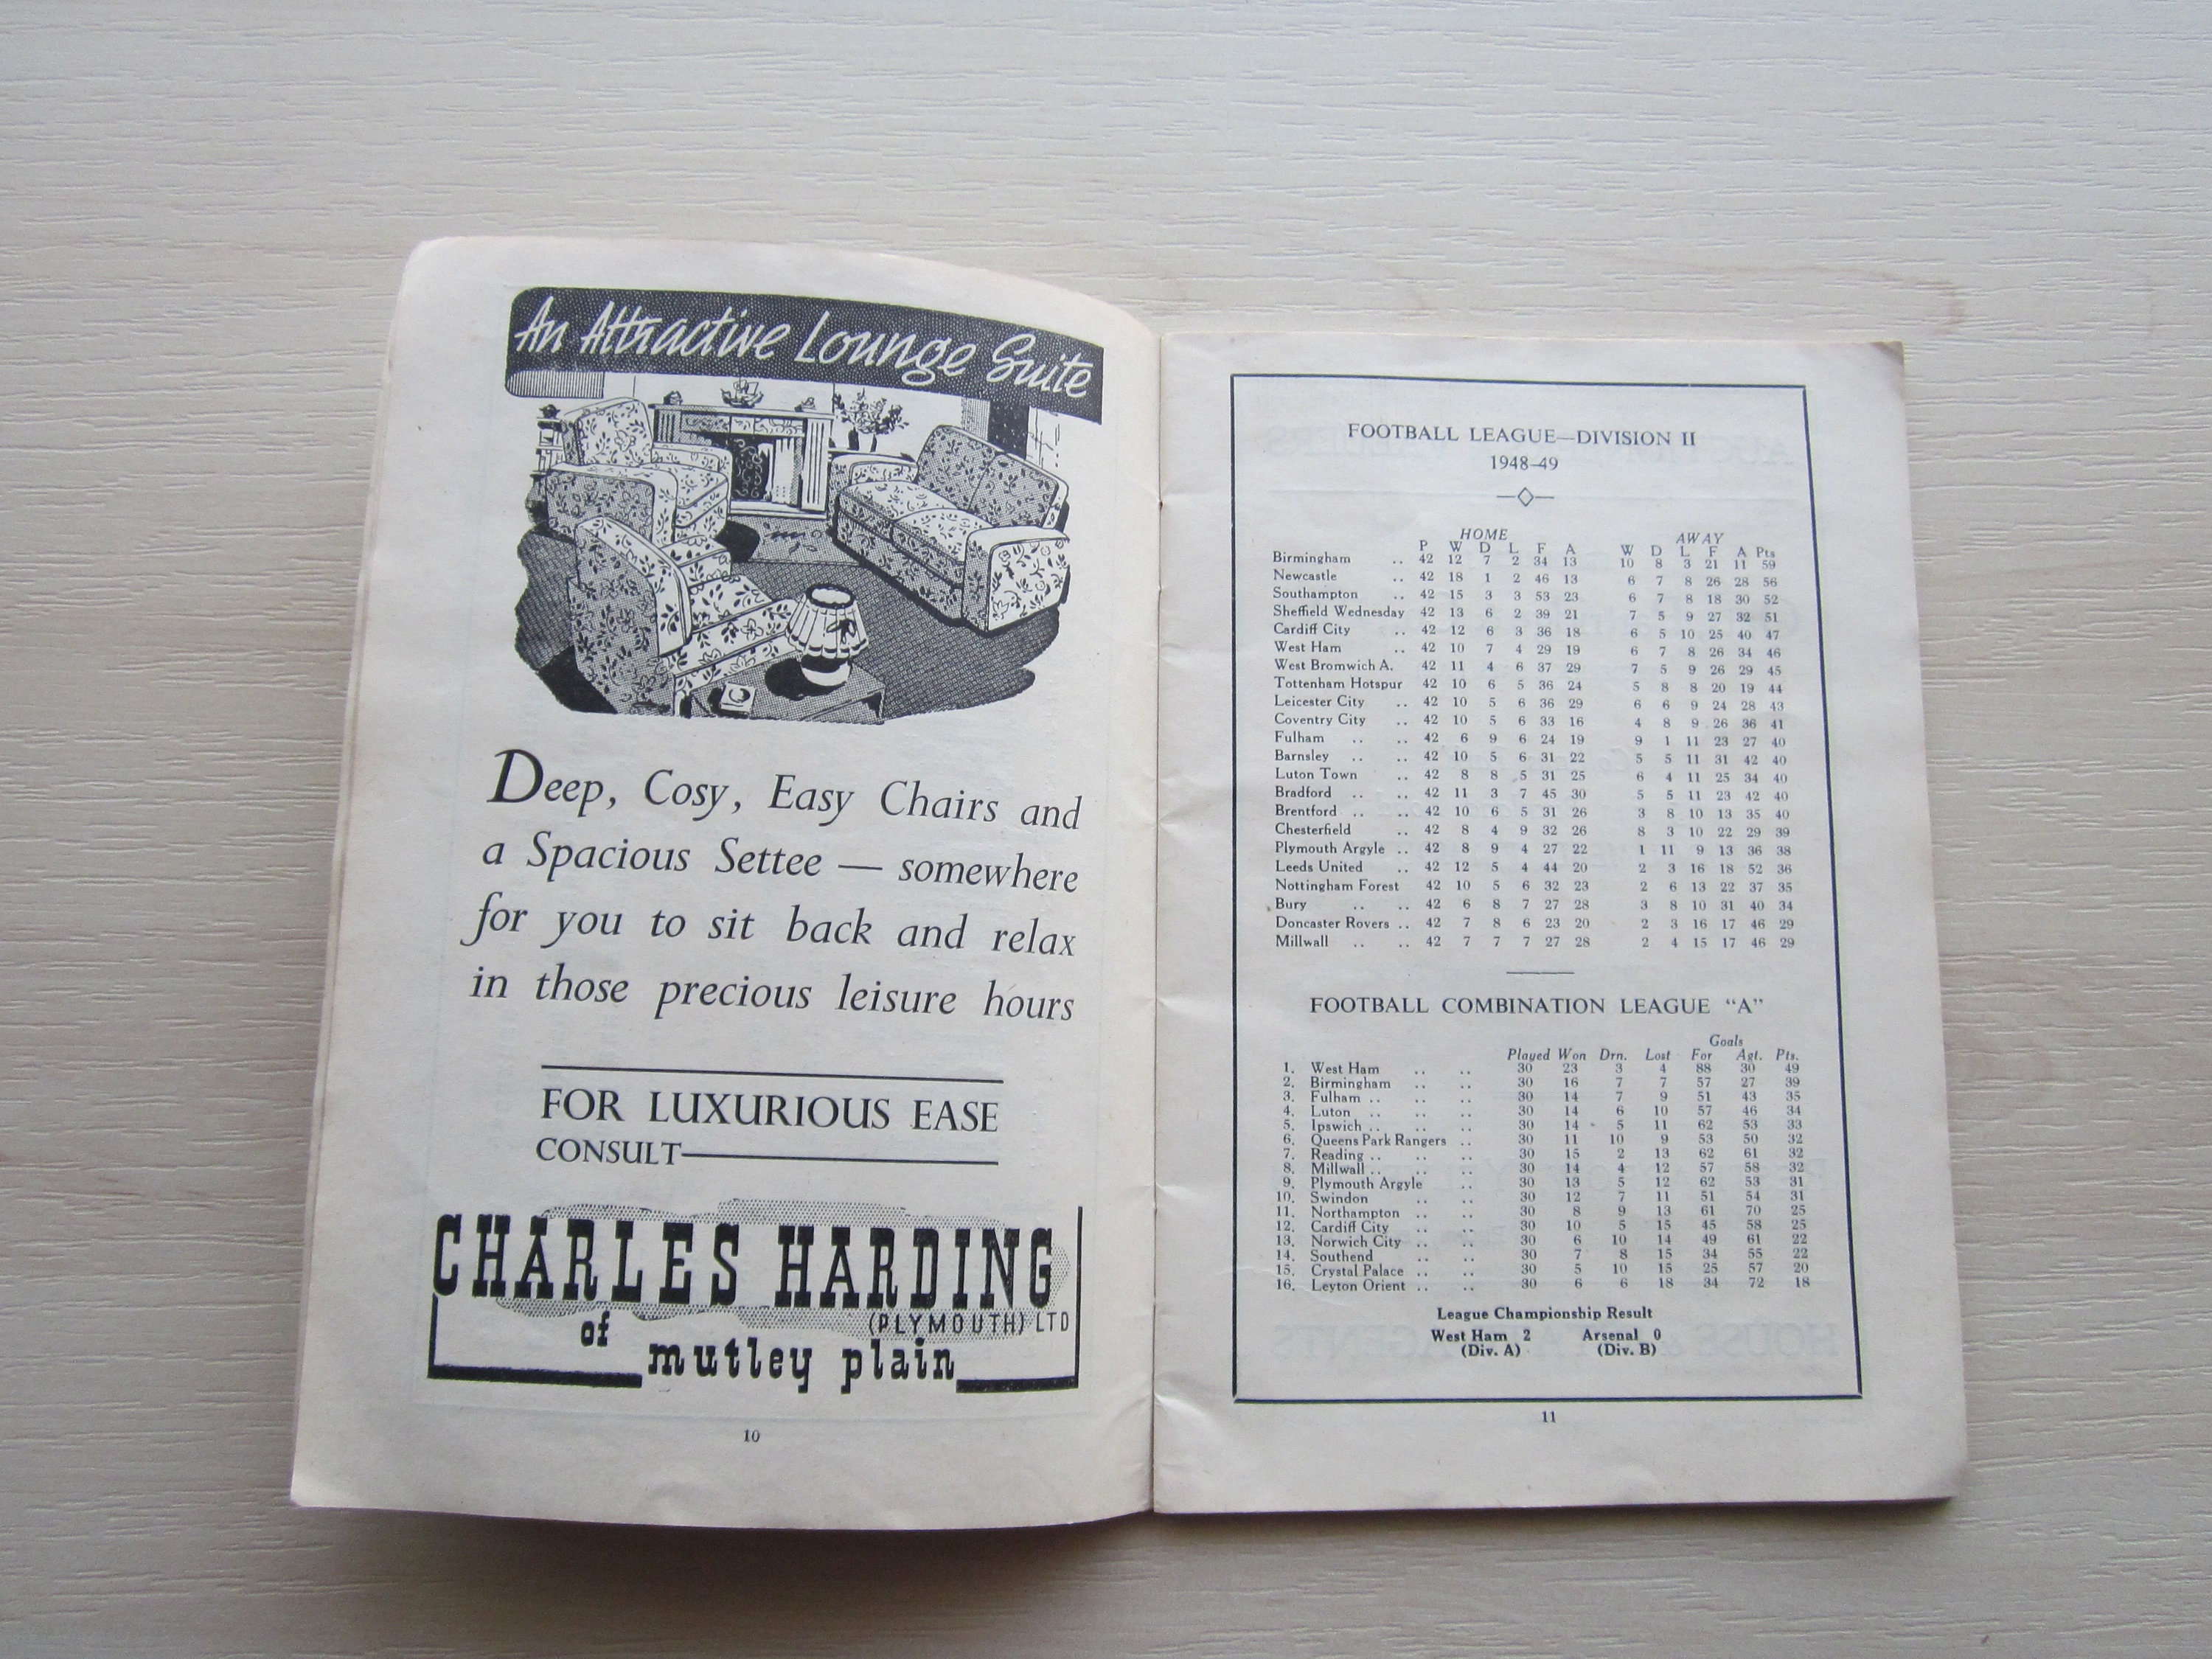 An Attractive Lounge Suite
Deep, Cosy, Easy Chairs and
a Spacious Settee — somewhere
for you to sit back and relax
in those precious leisure hours
FOR LUXURIOUS EASE
CONSULT
CHARLES HARDING
(PLYMOUTH) LTD
of
mutley plain
10
FOOTBALL LEAGUE—DIVISION II
1948-49
HOME AWAY
P W D L F A W D L F A Pts
Birmingham .. 42 12 7 2 34 13 10 8 3 21 11 59
Newcastle .. 42 18 1 2 46 13 6 7 8 26 28 56
Southampton .. 42 15 3 3 53 23 6 7 8 18 30 52
Sheffield Wednesday 42 13 6 2 39 21 7 5 9 27 32 51
Cardiff City .. 42 12 6 3 36 18 6 5 10 25 40 47
West Ham .. 42 10 7 4 29 19 6 7 8 26 34 46
West Bromwich A. 42 11 4 6 37 29 7 5 9 26 29 45
Tottenham Hotspur 42 10 6 5 36 24 5 8 8 20 19 44
Leicester City .. 42 10 5 6 36 29 6 6 9 24 28 43
Coventry City .. 42 10 5 6 33 16 4 8 9 26 36 41
Fulham .. .. 42 6 9 6 24 19 9 1 11 23 27 40
Barnsley .. .. 42 10 5 6 31 22 5 5 11 31 42 40
Luton Town .. 42 8 8 5 31 25 6 4 11 25 34 40
Bradford .. .. 42 11 3 7 45 30 5 5 11 23 42 40
Brentford .. .. 42 10 6 5 31 26 3 8 10 13 35 40
Chesterfield .. 42 8 4 9 32 26 8 3 10 22 29 39
Plymouth Argyle .. 42 8 9 4 27 22 1 11 9 13 36 38
Leeds United .. 42 12 5 4 44 20 2 3 16 18 52 36
Nottingham Forest 42 10 5 6 32 23 2 6 13 22 37 35
Bury .. .. 42 6 8 7 27 28 3 8 10 31 40 34
Doncaster Rovers .. 42 7 8 6 23 20 2 3 16 17 46 29
Millwall .. .. 42 7 7 7 27 28 2 4 15 17 46 29
FOOTBALL COMBINATION LEAGUE "A"
Goals
Played Won Drn. Lost For Agt. Pts.
1. West Ham .. .. 30 23 3 4 88 30 49
2. Birmingham .. .. 30 16 7 7 57 27 39
3. Fulham .. .. .. 30 14 7 9 51 43 35
4. Luton .. .. .. 30 14 6 10 57 46 34
5. Ipswich .. .. .. 30 14 5 11 62 53 33
6. Queens Park Rangers .. 30 11 10 9 53 50 32
7. Reading .. .. .. 30 15 2 13 62 61 32
8. Millwall .. .. .. 30 14 4 12 57 58 32
9. Plymouth Argyle .. 30 13 5 12 62 53 31
10. Swindon .. .. 30 12 7 11 51 54 31
11. Northampton .. .. 30 8 9 13 61 70 25
12. Cardiff City .. .. 30 10 5 15 45 58 25
13. Norwich City .. .. 30 6 10 14 49 61 22
14. Southend .. .. 30 7 8 15 34 55 22
15. Crystal Palace .. .. 30 5 10 15 25 57 20
16. Leyton Orient .. .. 30 6 6 18 34 72 18
League Championship Result
West Ham 2 Arsenal 0
(Div. A) (Div. B)
11